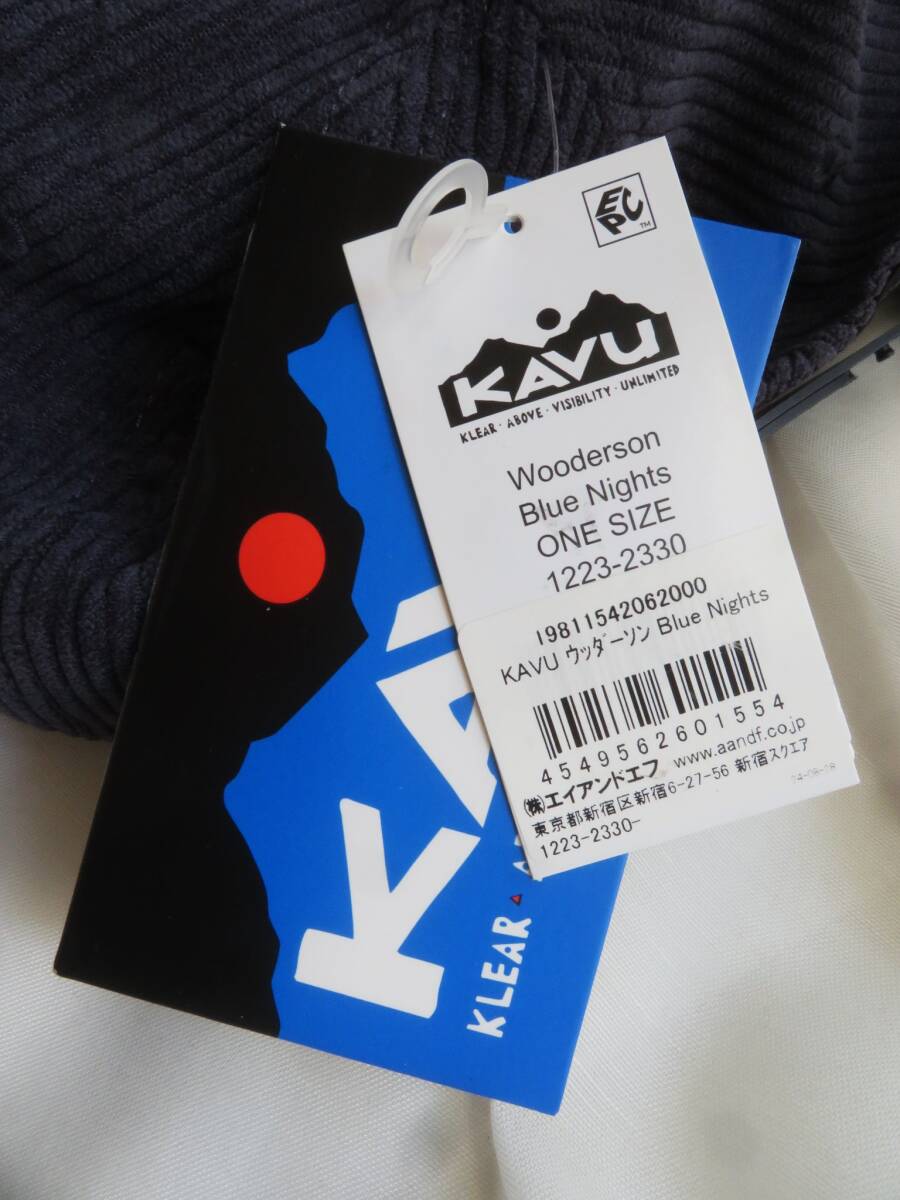 EPC™
KAVU
KLEAR · ABOVE · VISIBILITY · UNLIMITED
Wooderson
Blue Nights
ONE SIZE
1223-2330
19811542062000
KAVU ウッダーソン Blue Nights
4549562601554
㈱エイアンドエフ www.aandf.co.jp
東京都新宿区新宿6-27-56 新宿スクエア
1223-2330-
KA
KLEAR